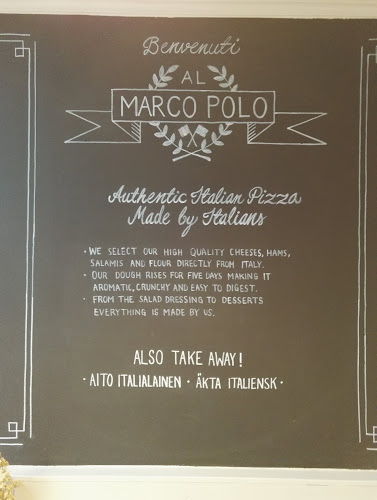 Benvenuti
AL
MARCO POLO
Authentic Italian Pizza
Made by Italians
· WE SELECT OUR HIGH QUALITY CHEESES, HAMS,
SALAMIS AND FLOUR DIRECTLY FROM ITALY.
· OUR DOUGH RISES FOR FIVE DAYS MAKING IT
AROMATIC, CRUNCHY AND EASY TO DIGEST.
· FROM THE SALAD DRESSING TO DESSERTS
EVERYTHING IS MADE BY US.
ALSO TAKE AWAY!
· AITO ITALIALAINEN · ÄKTA ITALIENSK ·